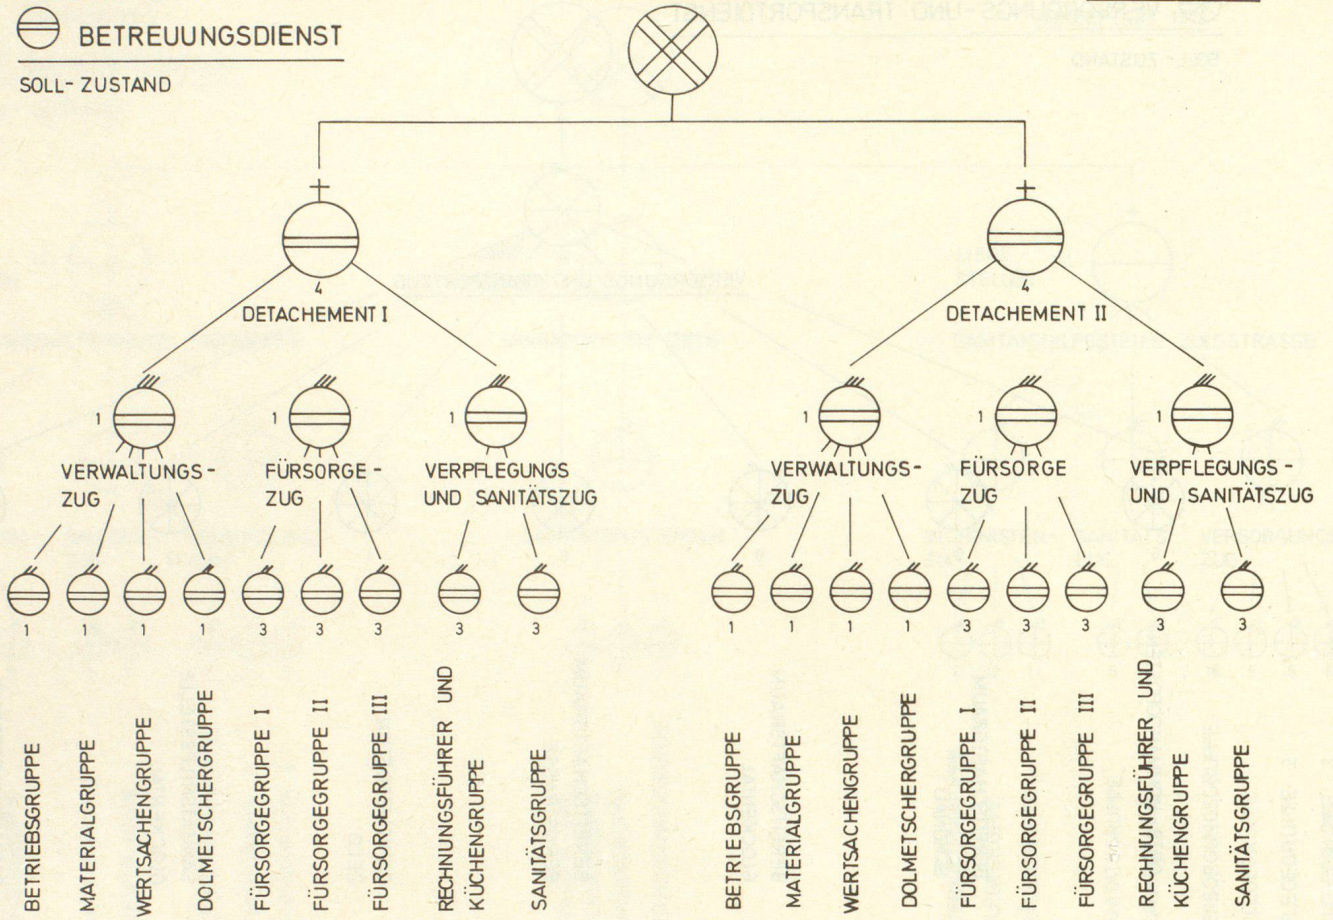 BETREUUNGSDIENST
SOLL-ZUSTAND
4
DETACHEMENT I
4
DETACHEMENT II
1
VERWALTUNGS-
ZUG
1
FÜRSORGE-
ZUG
1
VERPFLEGUNGS
UND SANITÄTSZUG
1
VERWALTUNGS-
ZUG
1
FÜRSORGE
ZUG
1
VERPFLEGUNGS-
UND SANITÄTSZUG
1 1 1 1 3 3 3 3 3
1 1 1 1 3 3 3 3 3
BETRIEBSGRUPPE
MATERIALGRUPPE
WERTSACHENGRUPPE
DOLMETSCHERGRUPPE
FÜRSORGEGRUPPE I
FÜRSORGEGRUPPE II
FÜRSORGEGRUPPE III
RECHNUNGSFÜHRER UND
KÜCHENGRUPPE
SANITÄTSGRUPPE
BETRIEBSGRUPPE
MATERIALGRUPPE
WERTSACHENGRUPPE
DOLMETSCHERGRUPPE
FÜRSORGEGRUPPE I
FÜRSORGEGRUPPE II
FÜRSORGEGRUPPE III
RECHNUNGSFÜHRER UND
KÜCHENGRUPPE
SANITÄTSGRUPPE